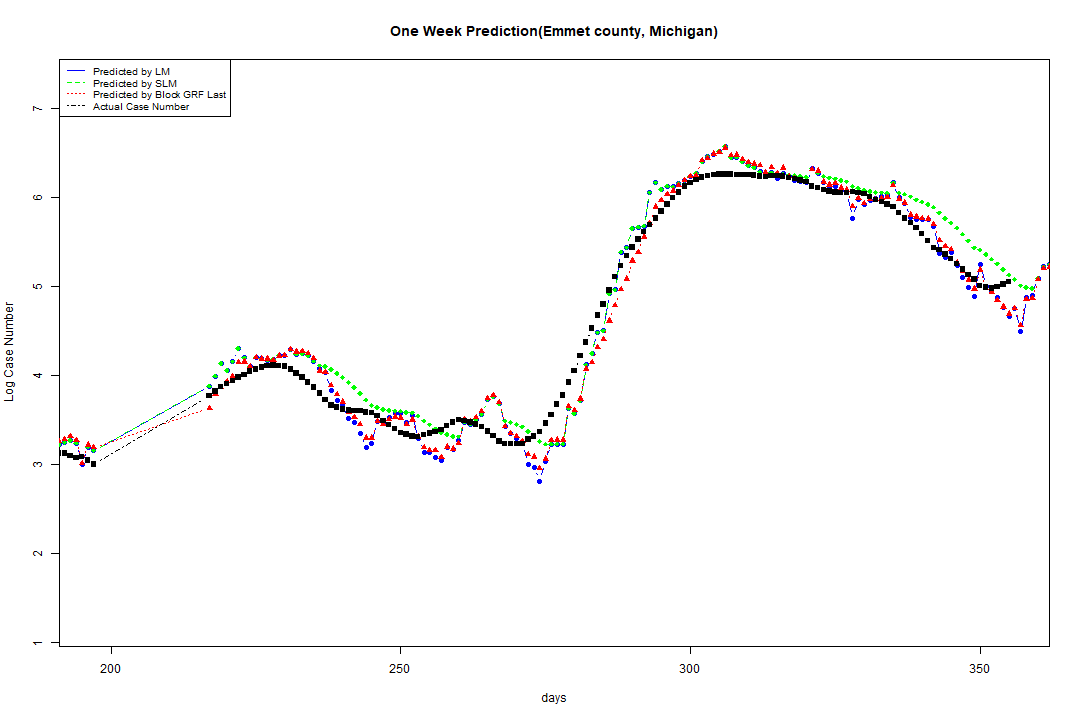 One Week Prediction(Emmet county, Michigan)
Predicted by LM
Predicted by SLM
Predicted by Block GRF Last
Actual Case Number
7
6
5
4
3
2
1
Log Case Number
200 250 300 350
days